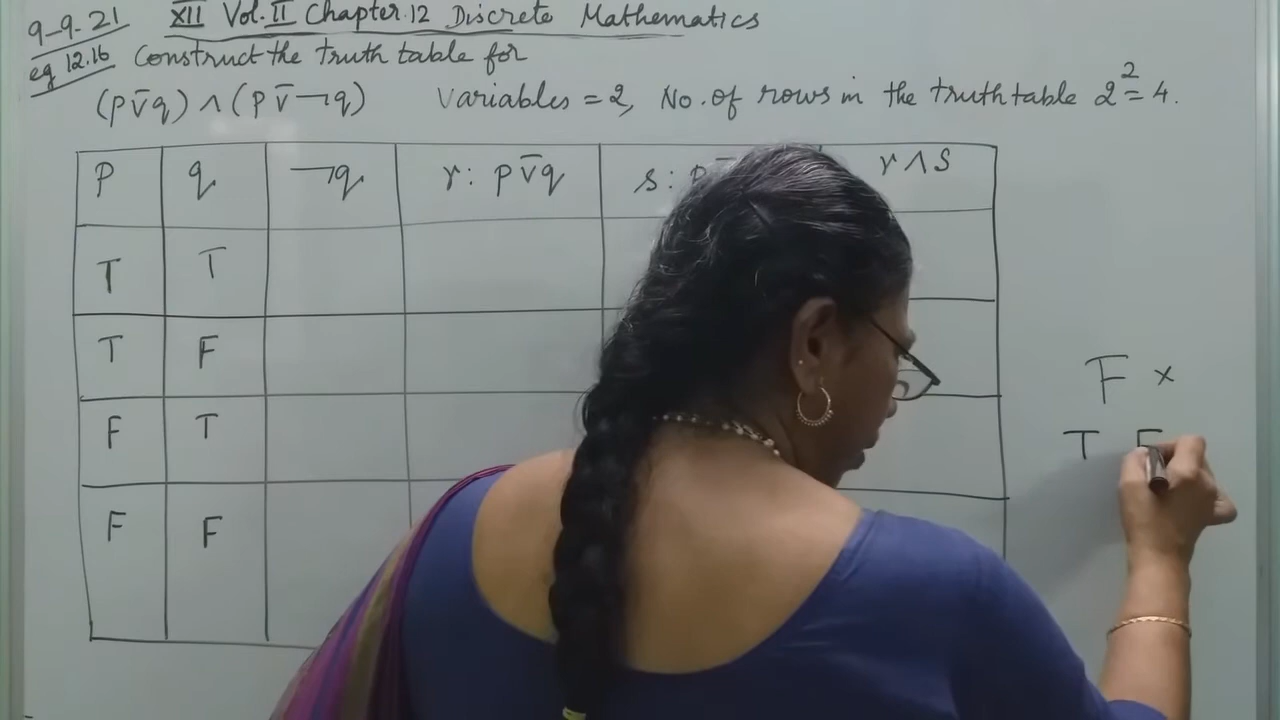 9-9-21 XII Vol. II Chapter.12 Discrete Mathematics
eg 12.16 Construct the truth table for
(p ⊽ q) ∧ (p ⊽ ¬q) Variables = 2, No. of rows in the truth table 2² = 4.
P q ¬q r: p ⊽ q s: p r ∧ s
T T
T F
F T
F F
F ×
T F